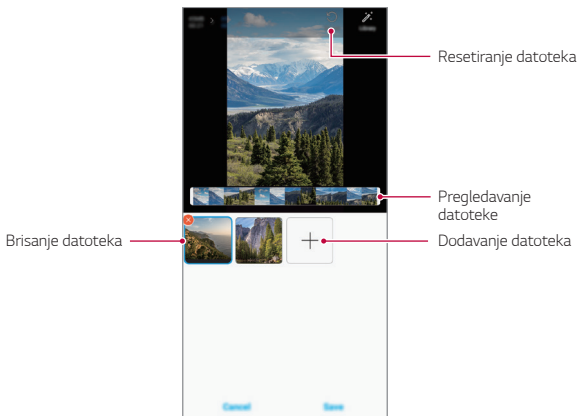 Resetiranje datoteka
Pregledavanje
datoteke
Brisanje datoteka
Dodavanje datoteka
Cancel
Save